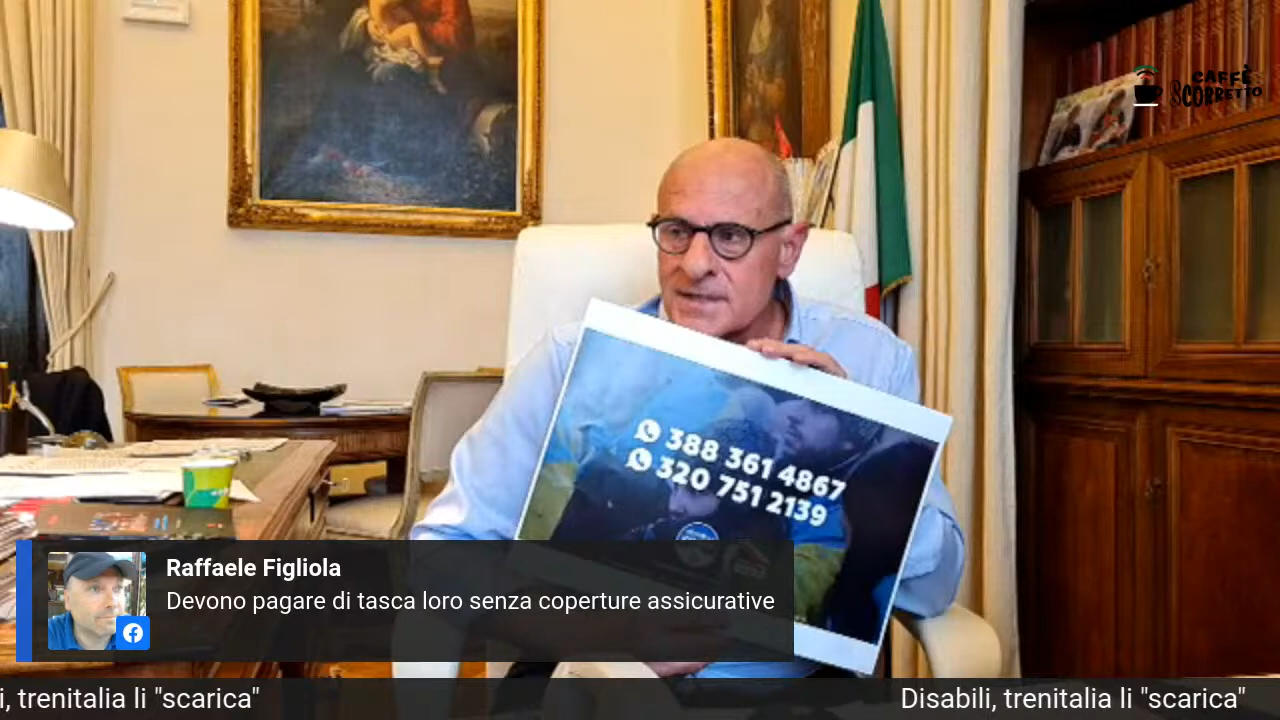 CAFFÈ
SCORRETTO
388 361 4867
320 751 2139
Raffaele Figliola
Devono pagare di tasca loro senza coperture assicurative
i, trenitalia li "scarica"
Disabili, trenitalia li "scarica"